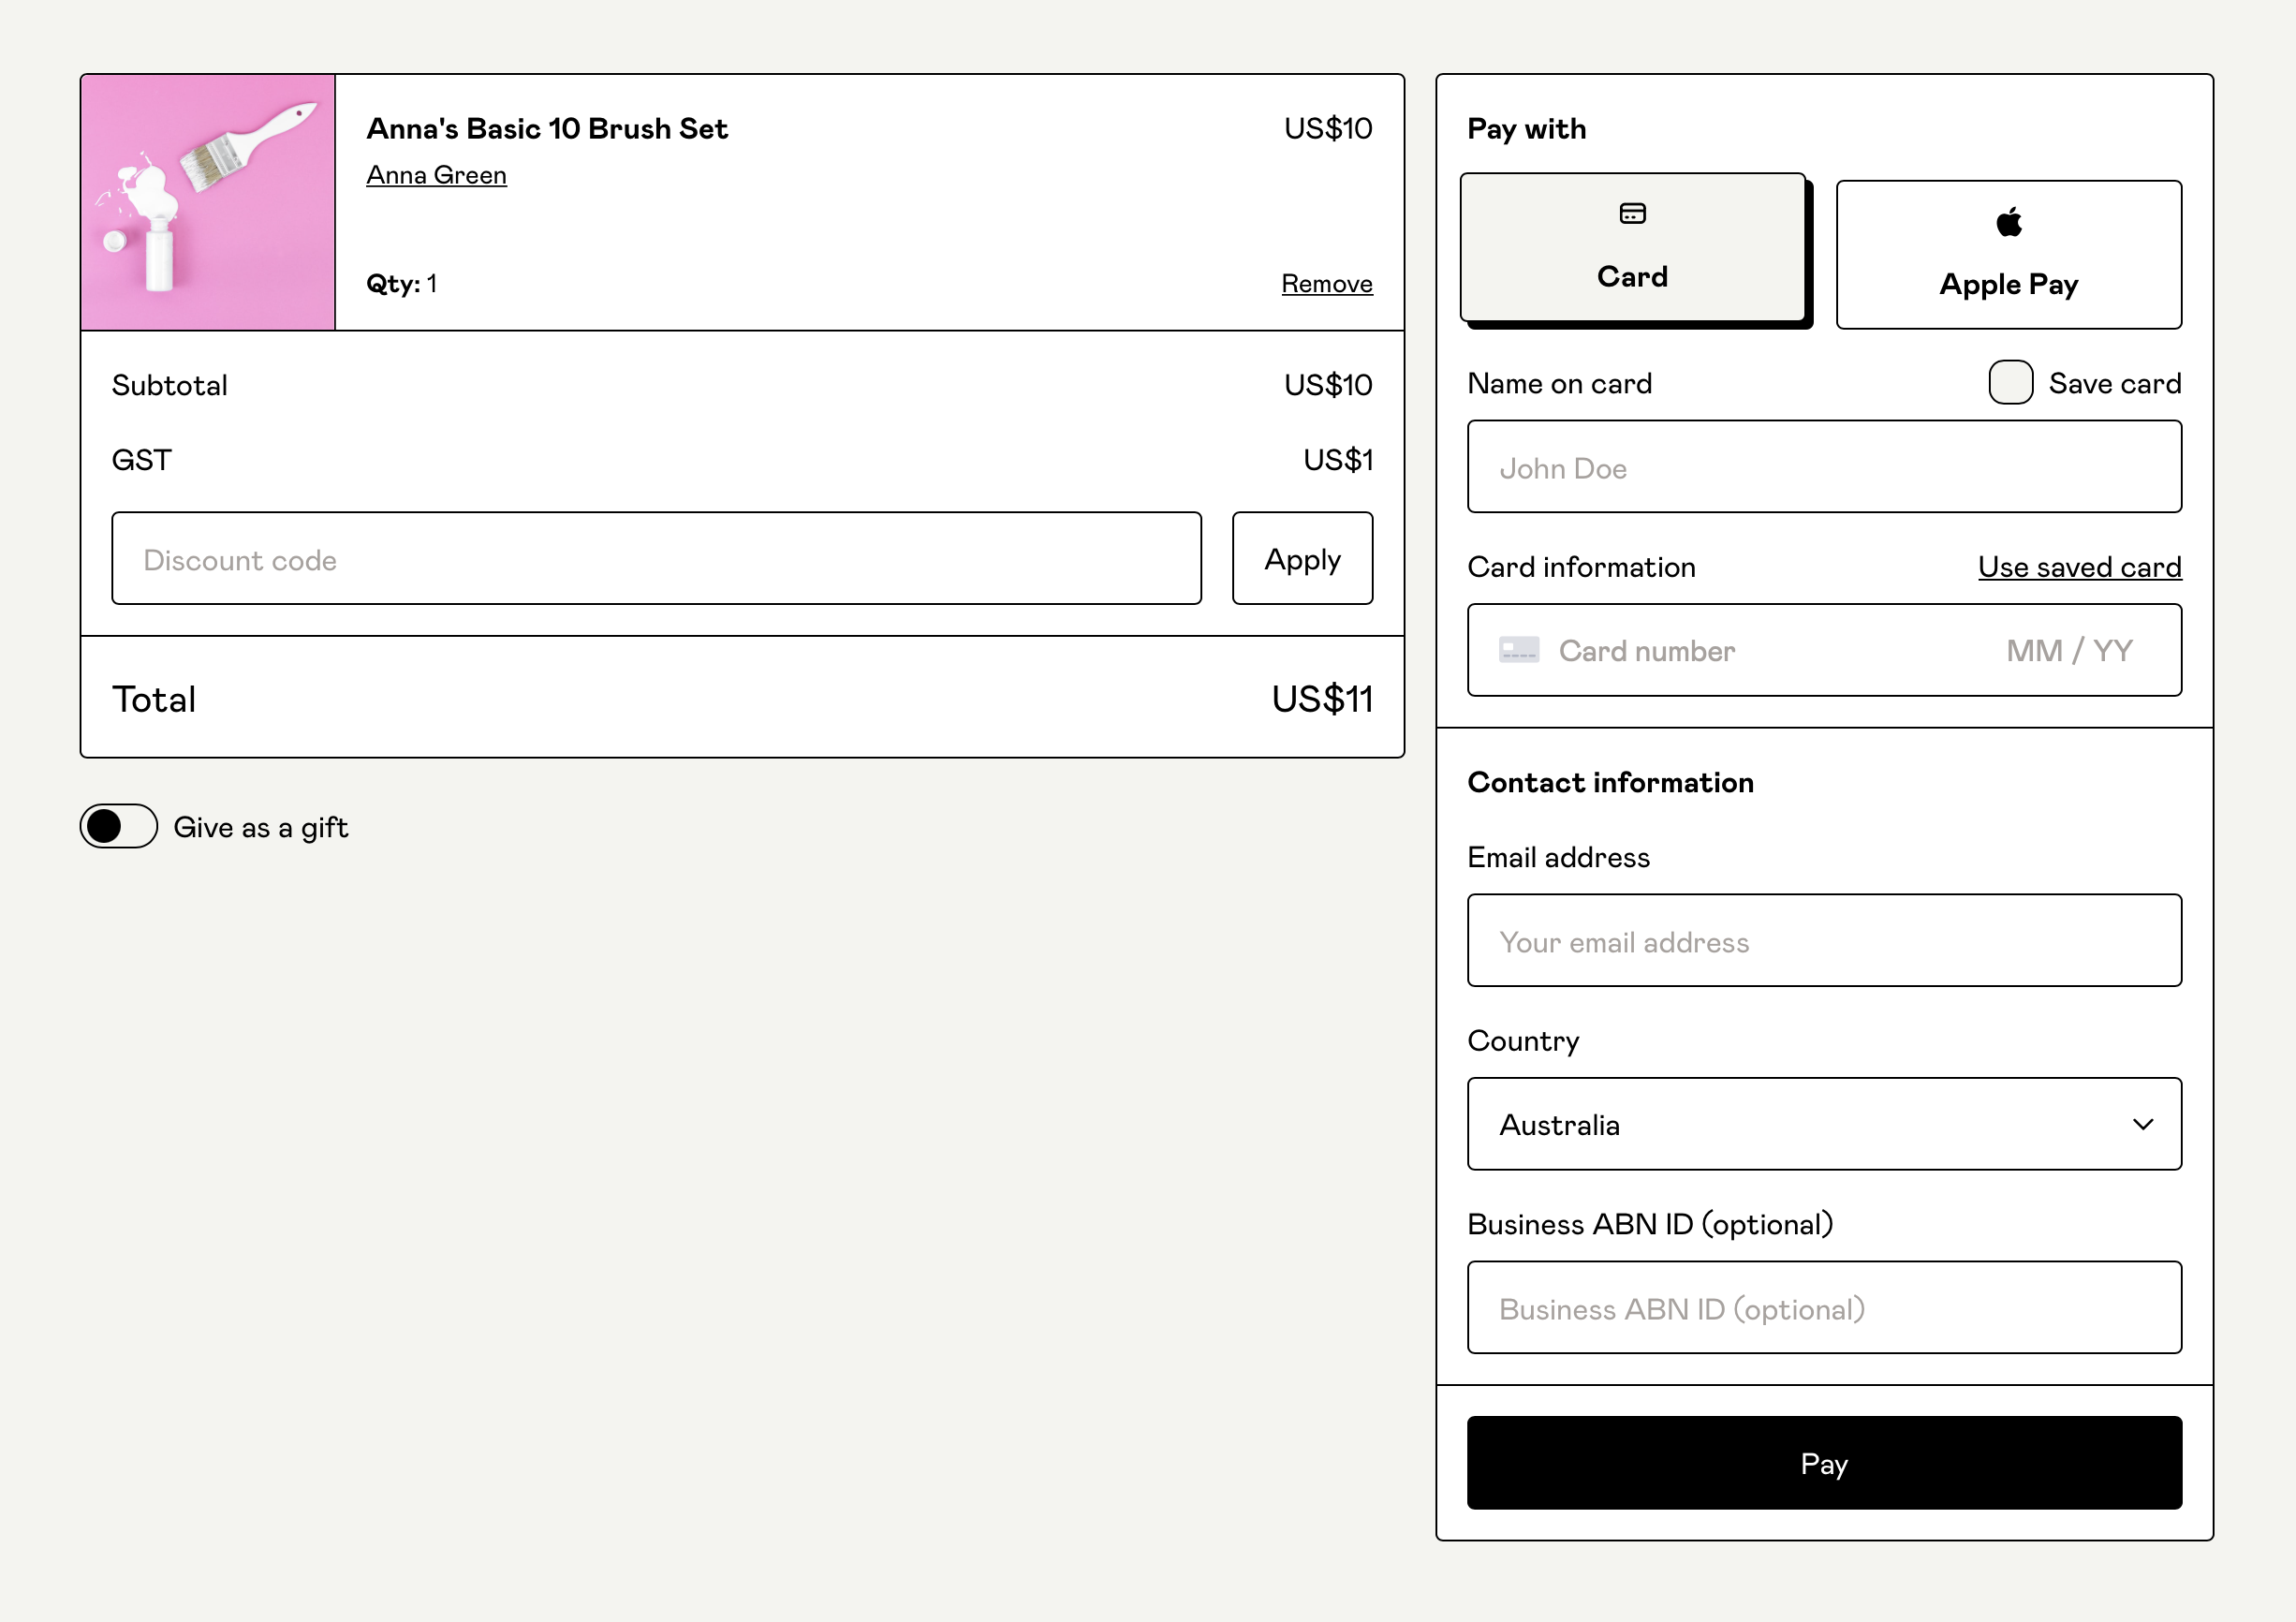 Anna's Basic 10 Brush Set
US$10
Anna Green
Qty: 1
Remove
Subtotal
US$10
GST
US$1
Discount code
Apply
Total
US$11
Give as a gift
Pay with
Card
Apple Pay
Name on card
Save card
John Doe
Card information
Use saved card
Card number
MM / YY
Contact information
Email address
Your email address
Country
Australia
Business ABN ID (optional)
Business ABN ID (optional)
Pay